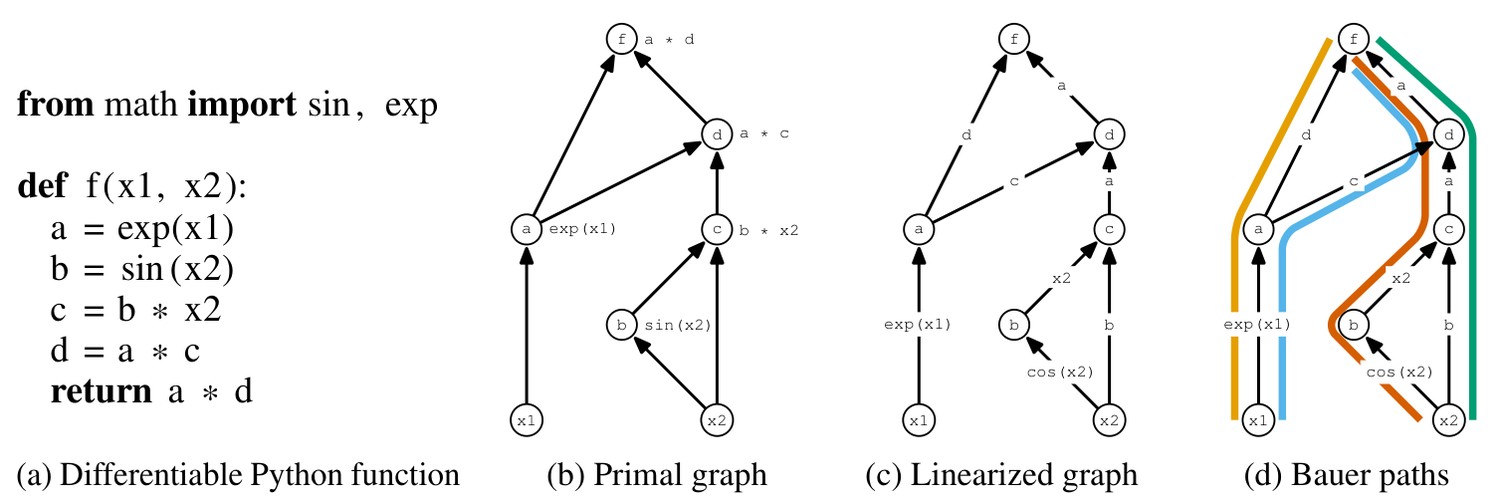 from math import sin, exp
def f(x1, x2):
a = exp(x1)
b = sin(x2)
c = b * x2
d = a * c
return a * d
(a) Differentiable Python function
f a * d
d a * c
a exp(x1)
c b * x2
b sin(x2)
x1 x2
(b) Primal graph
f
a
d d
c
a
a c
x2
exp(x1) b b
cos(x2)
x1 x2
(c) Linearized graph
f
a
d d
c
a
a c
x2
exp(x1) b b
cos(x2)
x1 x2
(d) Bauer paths